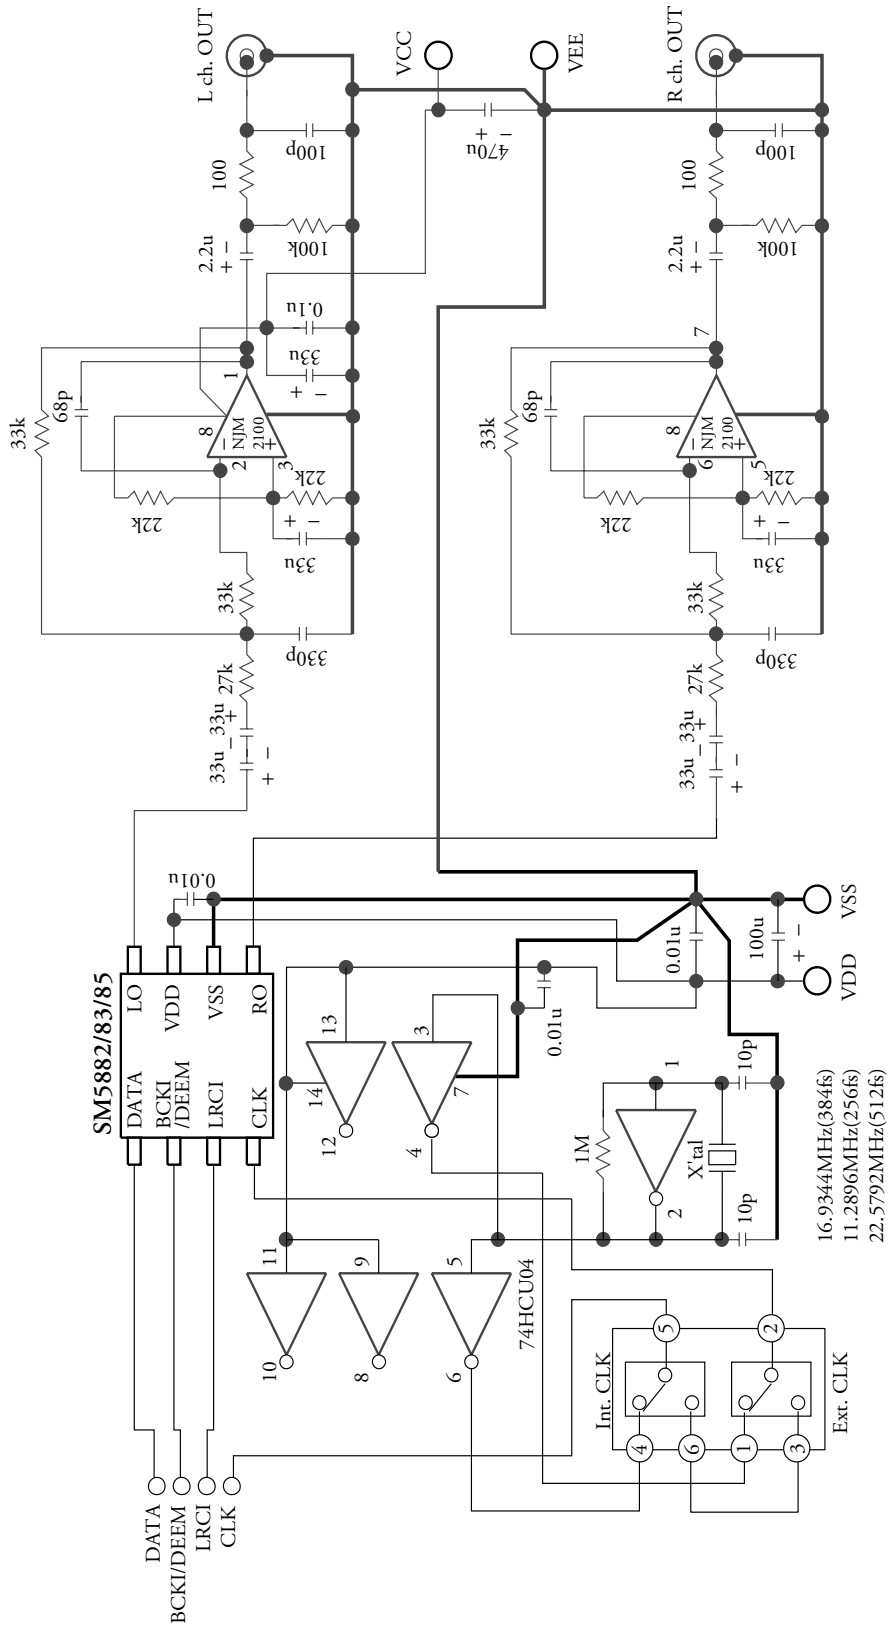 L ch. OUT
VCC
VEE
R ch. OUT
100
100p
470u
+
−
100
100p
2.2u
+
−
100k
2.2u
+
−
100k
0.1u
33u
+
−
33k
68p
1
8
NJM
2100
−
+
2
3
22k
22k
33u
+
−
33k
330p
27k
33u
33u
+
−
−
+
7
33k
68p
8
NJM
2100
−
+
6
5
22k
22k
33u
+
−
33k
330p
27k
33u
33u
+
−
−
+
0.01u
SM5882/83/85
LO
VDD
VSS
RO
DATA
BCKI
/DEEM
LRCI
CLK
0.01u
100u
+
−
VSS
VDD
0.01u
13
14
12
3
7
4
1M
1
2
X'tal
10p
10p
16.9344MHz(384fs)
11.2896MHz(256fs)
22.5792MHz(512fs)
11
10
9
8
5
6
74HCU04
Int. CLK
Ext. CLK
5
2
4
6
1
3
DATA
BCKI/DEEM
LRCI
CLK